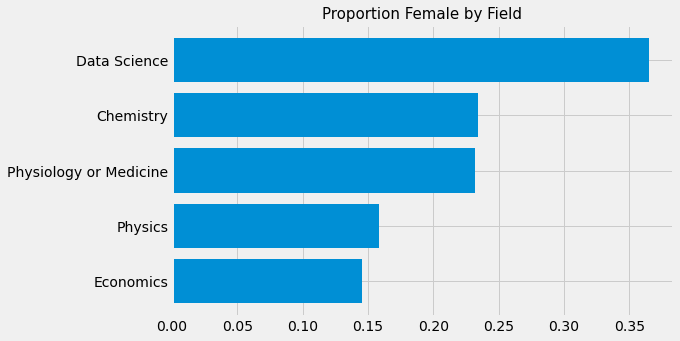 Proportion Female by Field
Data Science
Chemistry
Physiology or Medicine
Physics
Economics
0.00 0.05 0.10 0.15 0.20 0.25 0.30 0.35